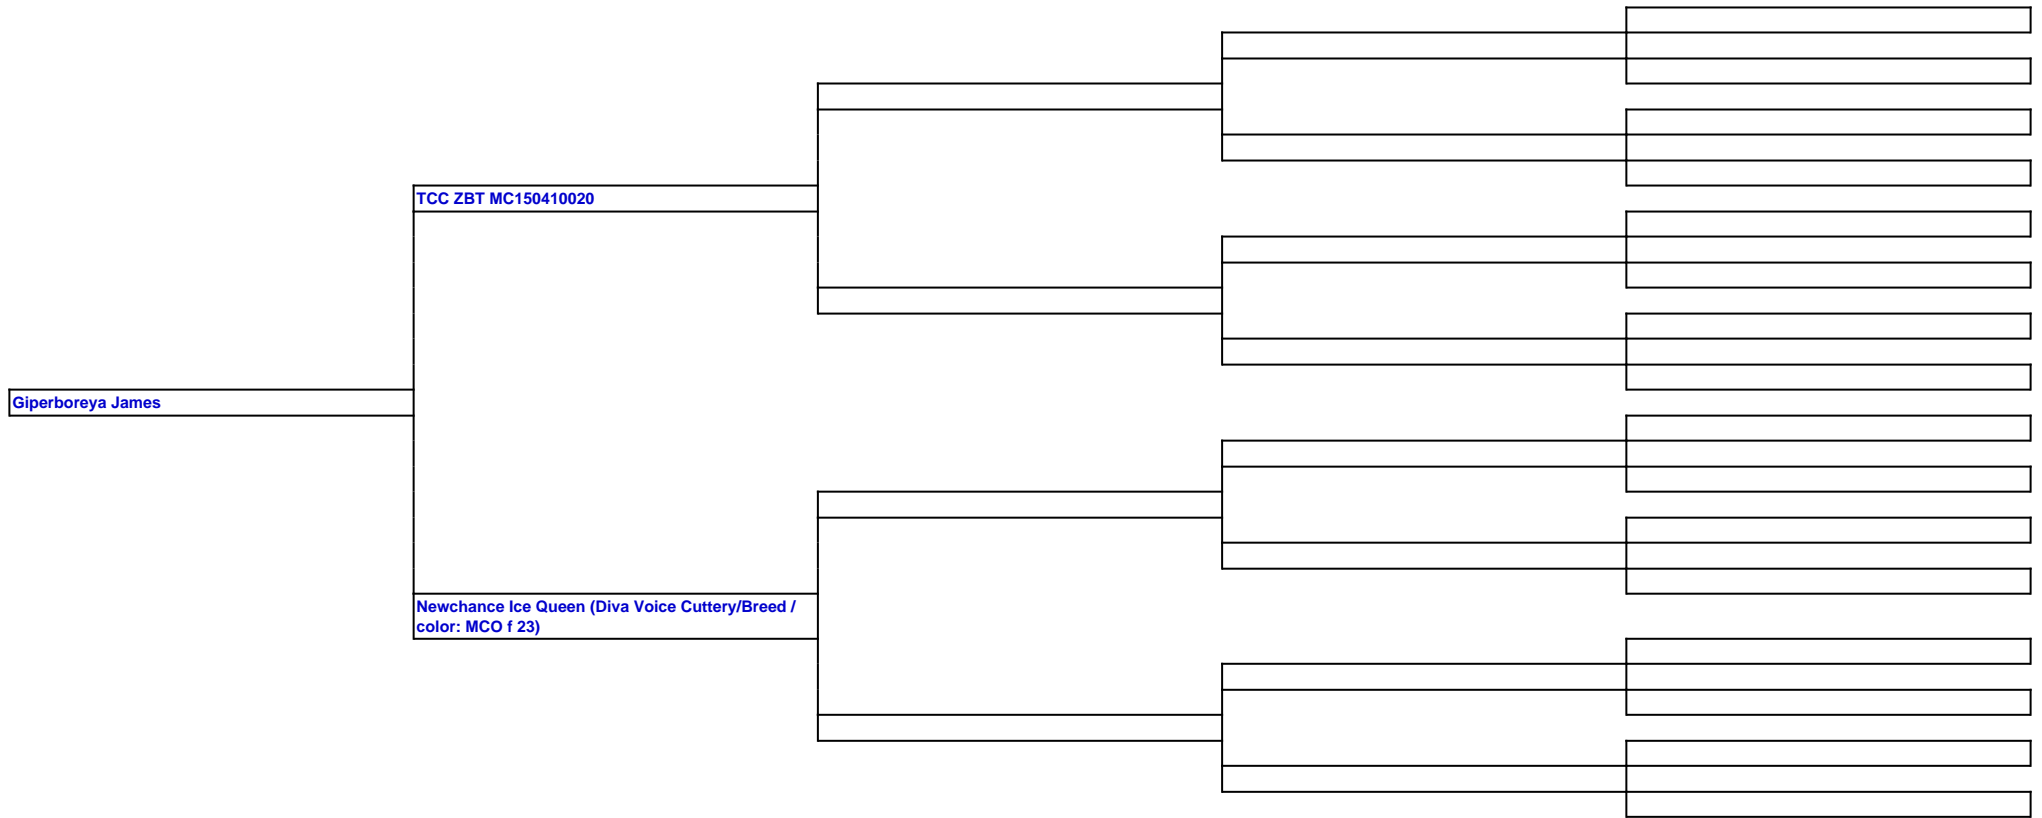 TCC ZBT MC150410020
Giperboreya James
Newchance Ice Queen (Diva Voice Cuttery/Breed /
color: MCO f 23)